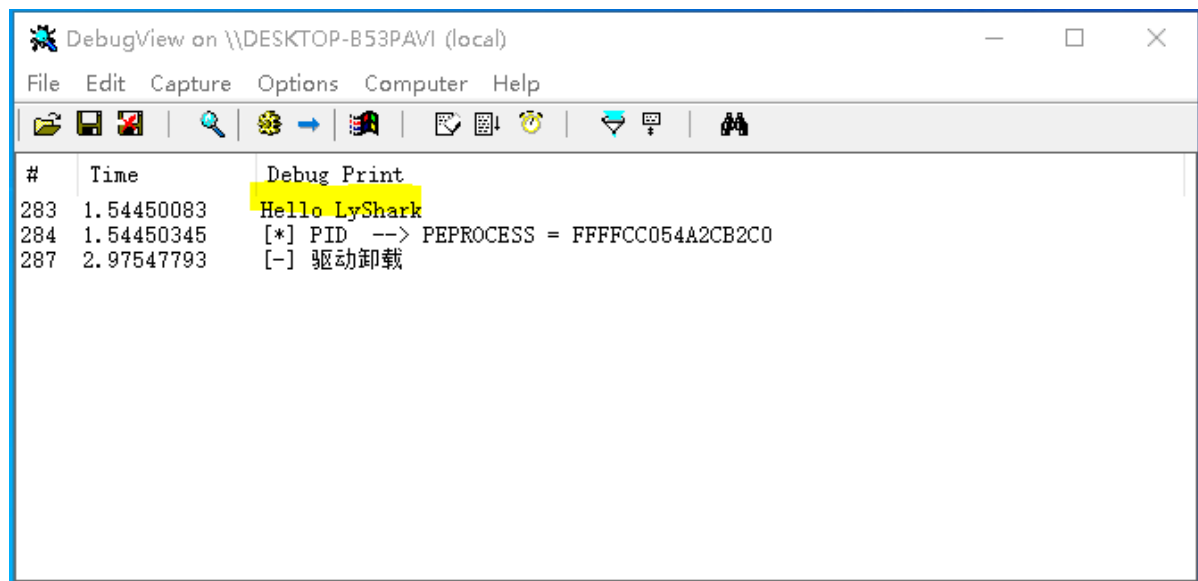 DebugView on \\DESKTOP-B53PAVI (local)
File Edit Capture Options Computer Help
# Time Debug Print
283 1.54450083 Hello LyShark
284 1.54450345 [*] PID --> PEPROCESS = FFFFCC054A2CB2C0
287 2.97547793 [-] 驱动卸载